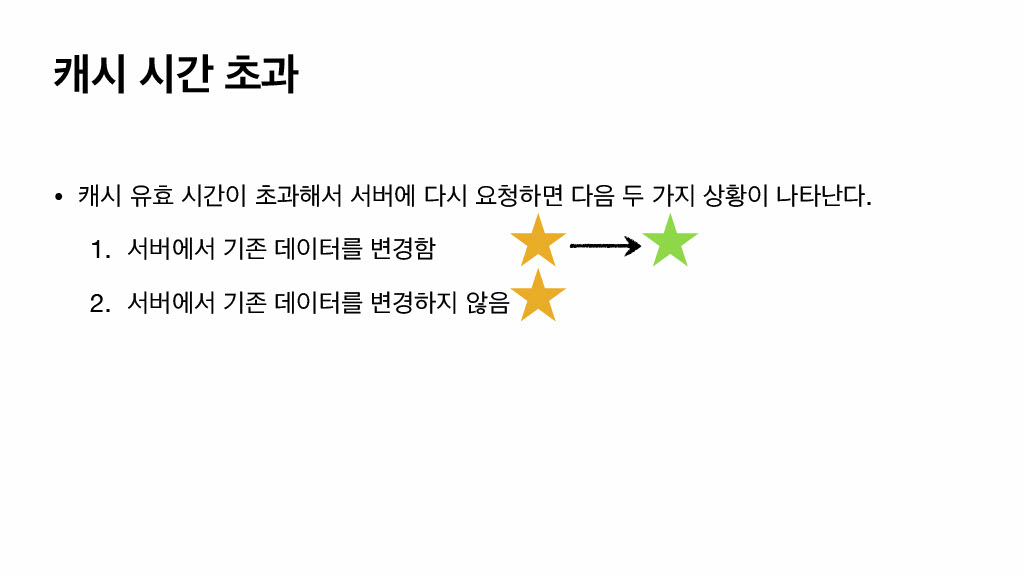 캐시 시간 초과
• 캐시 유효 시간이 초과해서 서버에 다시 요청하면 다음 두 가지 상황이 나타난다.
1. 서버에서 기존 데이터를 변경함
2. 서버에서 기존 데이터를 변경하지 않음